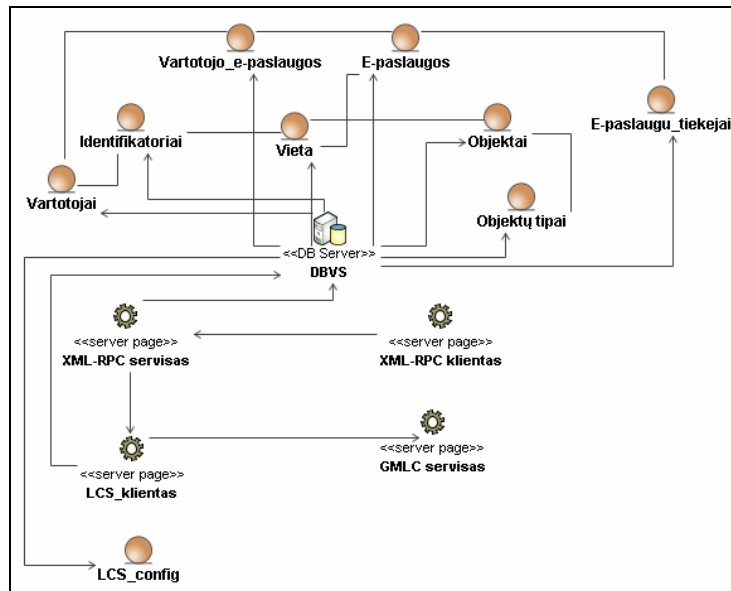 Vartotojo_e-paslaugos
E-paslaugos
E-paslaugu_tiekejai
Identifikatoriai
Vieta
Objektai
Vartotojai
Objektų tipai
<<DB Server>>
DBVS
<<server page>>
XML-RPC servisas
<<server page>>
XML-RPC klientas
<<server page>>
LCS_klientas
<<server page>>
GMLC servisas
LCS_config